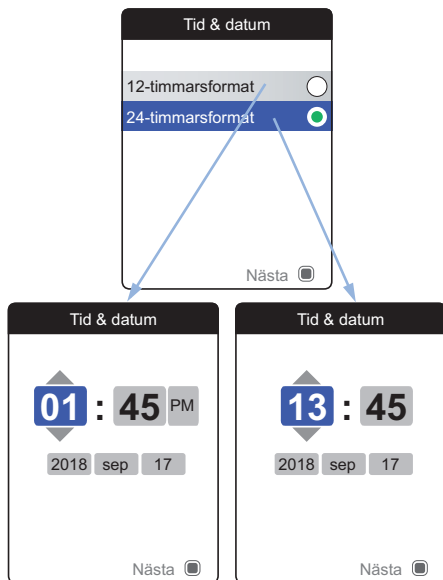 Tid & datum
12-timmarsformat
24-timmarsformat
Nästa
Tid & datum
01 : 45 PM
2018 sep 17
Nästa
Tid & datum
13 : 45
2018 sep 17
Nästa